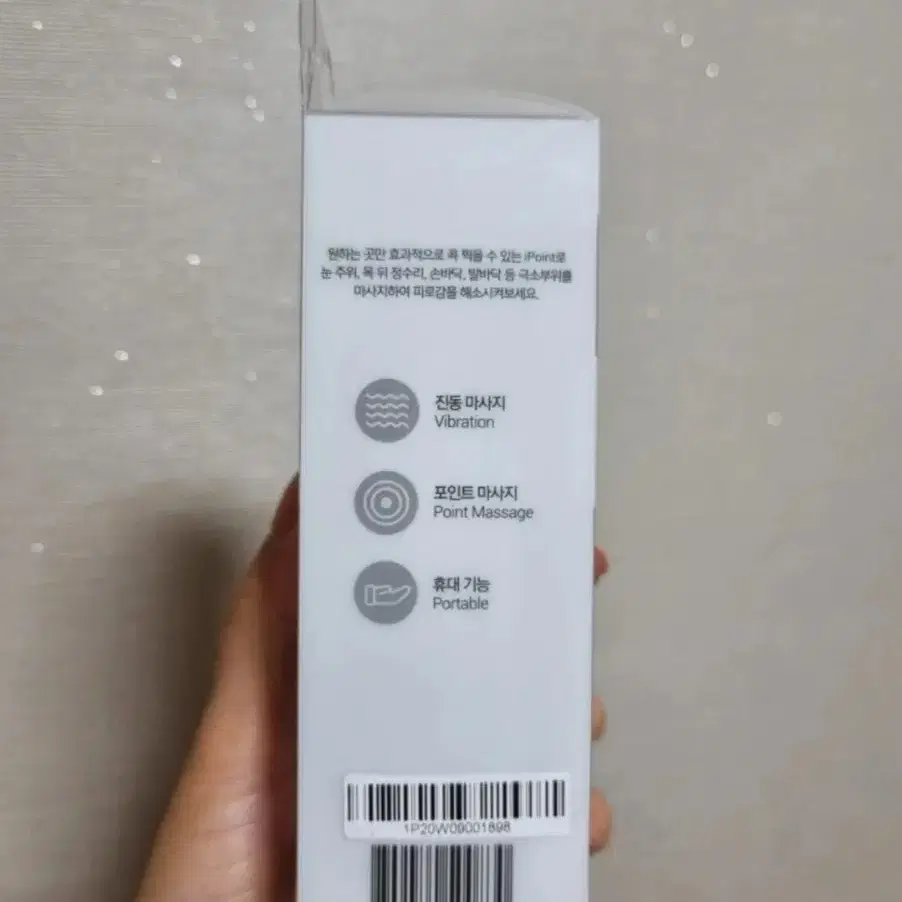 원하는 곳만 효과적으로 콕 찍을 수 있는 iPoint로
눈 주위, 목 뒤 정수리, 손바닥, 발바닥 등 극소부위를
마사지하여 피로감을 해소시켜보세요.
진동 마사지
Vibration
포인트 마사지
Point Massage
휴대 기능
Portable
1P20W09001898